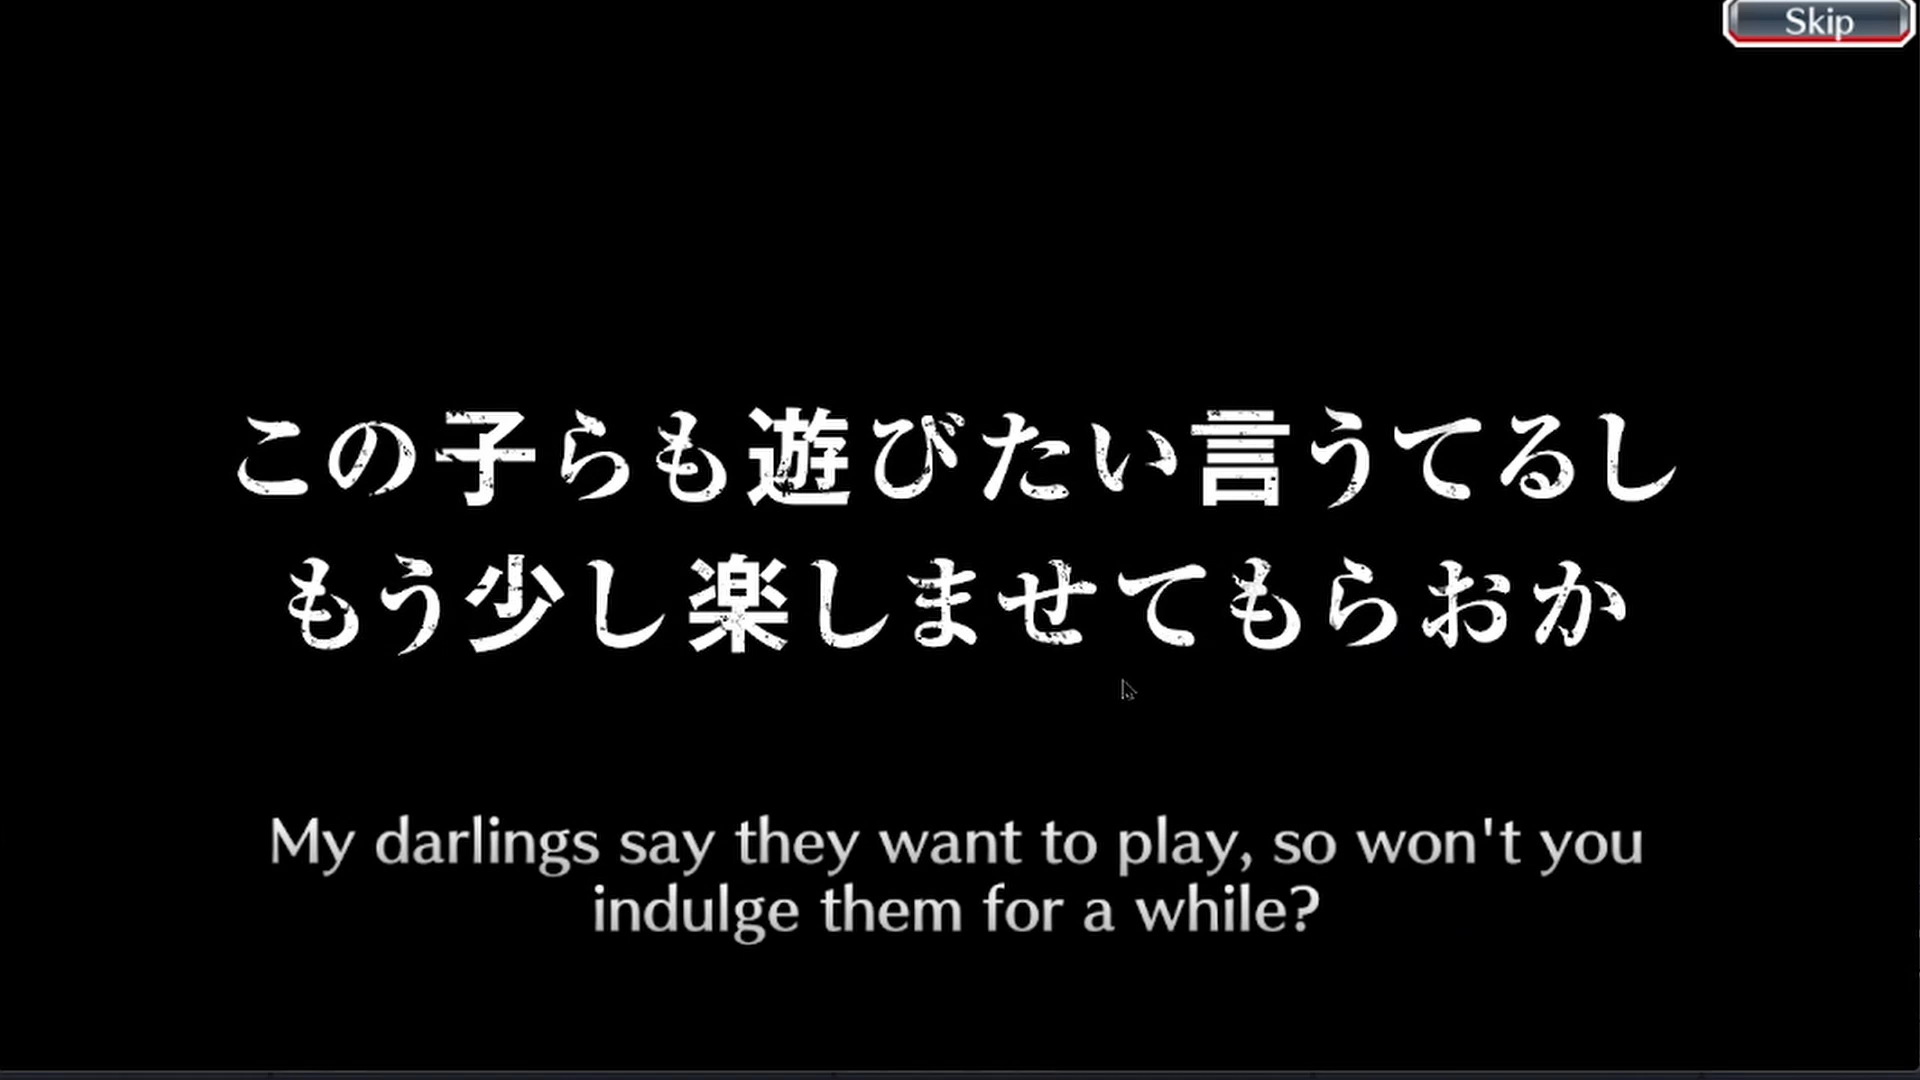 Skip
この子らも遊びたい言うてるし
もう少し楽しませてもらおか
My darlings say they want to play, so won't you
indulge them for a while?